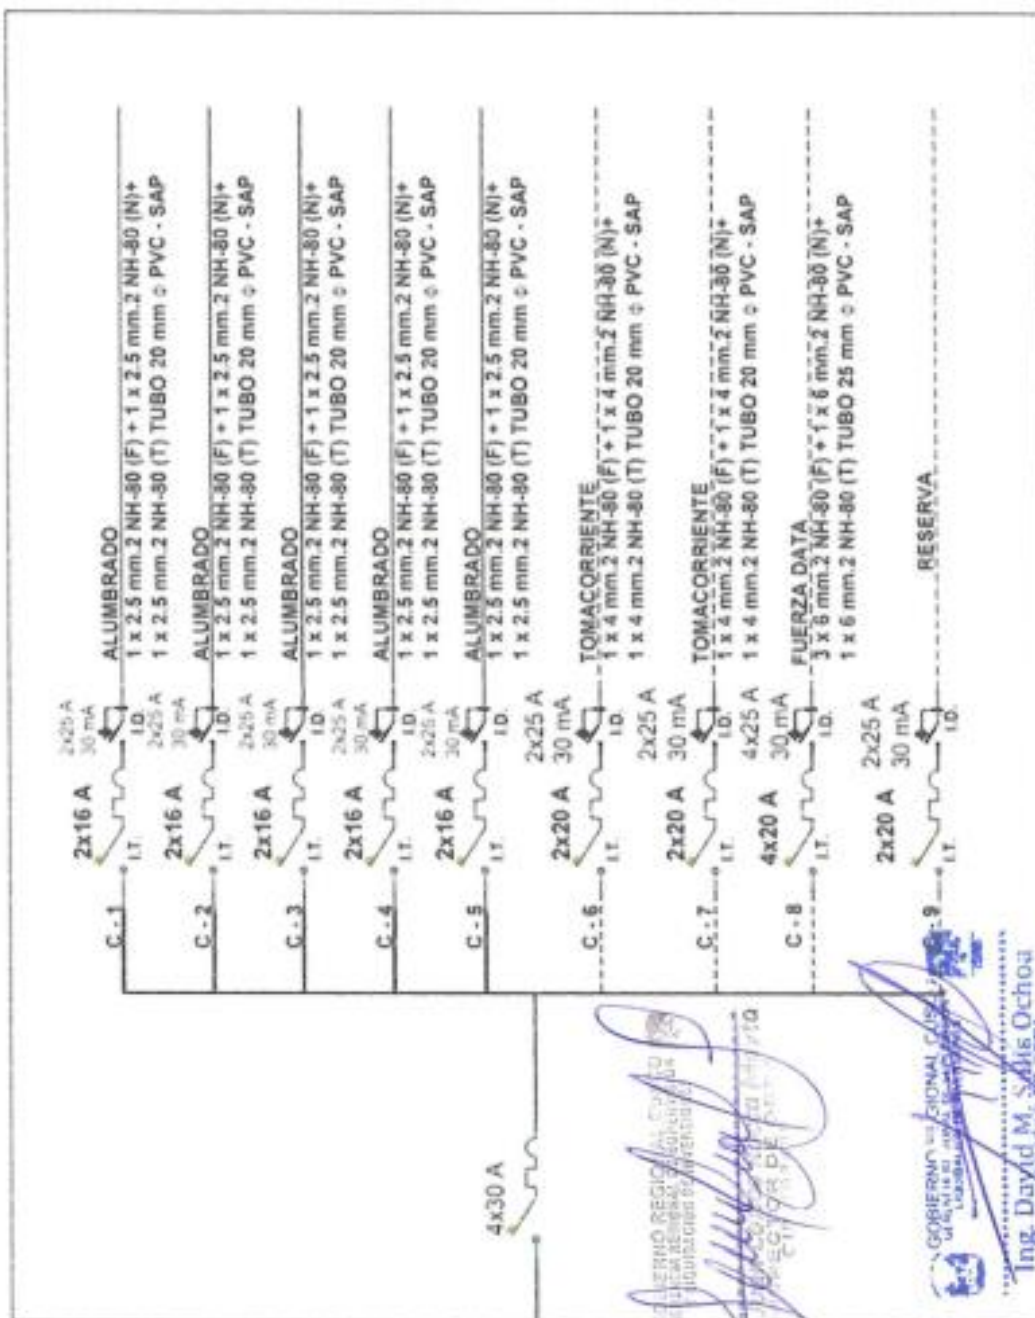 4x30 A
C - 1
2x16 A
I.T.
2x25 A
30 mA
I.D.
ALUMBRADO
1 x 2.5 mm.2 NH-80 (F) + 1 x 2.5 mm.2 NH-80 (N)+
1 x 2.5 mm.2 NH-80 (T) TUBO 20 mm ϕ PVC - SAP
C - 2
2x16 A
I.T.
2x25 A
30 mA
I.D.
ALUMBRADO
1 x 2.5 mm.2 NH-80 (F) + 1 x 2.5 mm.2 NH-80 (N)+
1 x 2.5 mm.2 NH-80 (T) TUBO 20 mm ϕ PVC - SAP
C - 3
2x16 A
I.T.
2x25 A
30 mA
I.D.
ALUMBRADO
1 x 2.5 mm.2 NH-80 (F) + 1 x 2.5 mm.2 NH-80 (N)+
1 x 2.5 mm.2 NH-80 (T) TUBO 20 mm ϕ PVC - SAP
C - 4
2x16 A
I.T.
2x25 A
30 mA
I.D.
ALUMBRADO
1 x 2.5 mm.2 NH-80 (F) + 1 x 2.5 mm.2 NH-80 (N)+
1 x 2.5 mm.2 NH-80 (T) TUBO 20 mm ϕ PVC - SAP
C - 5
2x16 A
I.T.
2x25 A
30 mA
I.D.
ALUMBRADO
1 x 2.5 mm.2 NH-80 (F) + 1 x 2.5 mm.2 NH-80 (N)+
1 x 2.5 mm.2 NH-80 (T) TUBO 20 mm ϕ PVC - SAP
C - 6
2x20 A
I.T.
2x25 A
30 mA
I.D.
TOMACORRIENTE
1 x 4 mm.2 NH-80 (F) + 1 x 4 mm.2 NH-80 (N)+
1 x 4 mm.2 NH-80 (T) TUBO 20 mm ϕ PVC - SAP
C - 7
2x20 A
I.T.
2x25 A
30 mA
I.D.
TOMACORRIENTE
1 x 4 mm.2 NH-80 (F) + 1 x 4 mm.2 NH-80 (N)+
1 x 4 mm.2 NH-80 (T) TUBO 20 mm ϕ PVC - SAP
C - 8
4x20 A
I.T.
4x25 A
30 mA
I.D.
FUERZA DATA
3 x 6 mm.2 NH-80 (F) + 1 x 6 mm.2 NH-80 (N)+
1 x 6 mm.2 NH-80 (T) TUBO 25 mm ϕ PVC - SAP
9
2x20 A
I.T.
2x25 A
30 mA
I.D.
RESERVA
GOBIERNO REGIONAL CUSCO
GOBIERNO REGIONAL
Ing. David M. Solis Ochoa